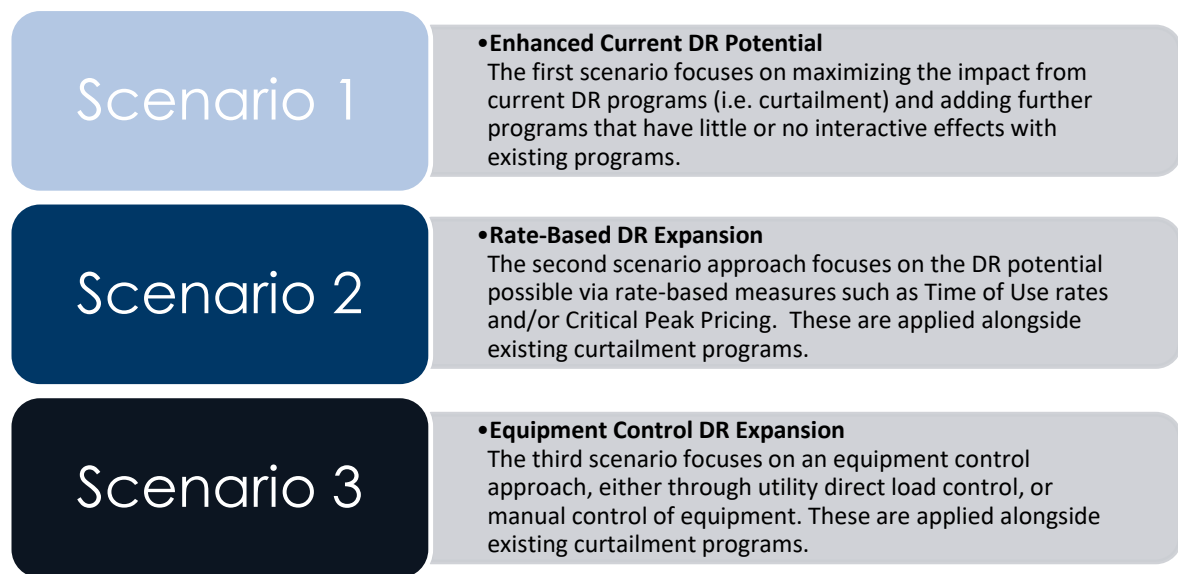 Scenario 1
•Enhanced Current DR Potential
The first scenario focuses on maximizing the impact from
current DR programs (i.e. curtailment) and adding further
programs that have little or no interactive effects with
existing programs.
Scenario 2
•Rate-Based DR Expansion
The second scenario approach focuses on the DR potential
possible via rate-based measures such as Time of Use rates
and/or Critical Peak Pricing.  These are applied alongside
existing curtailment programs.
Scenario 3
•Equipment Control DR Expansion
The third scenario focuses on an equipment control
approach, either through utility direct load control, or
manual control of equipment. These are applied alongside
existing curtailment programs.